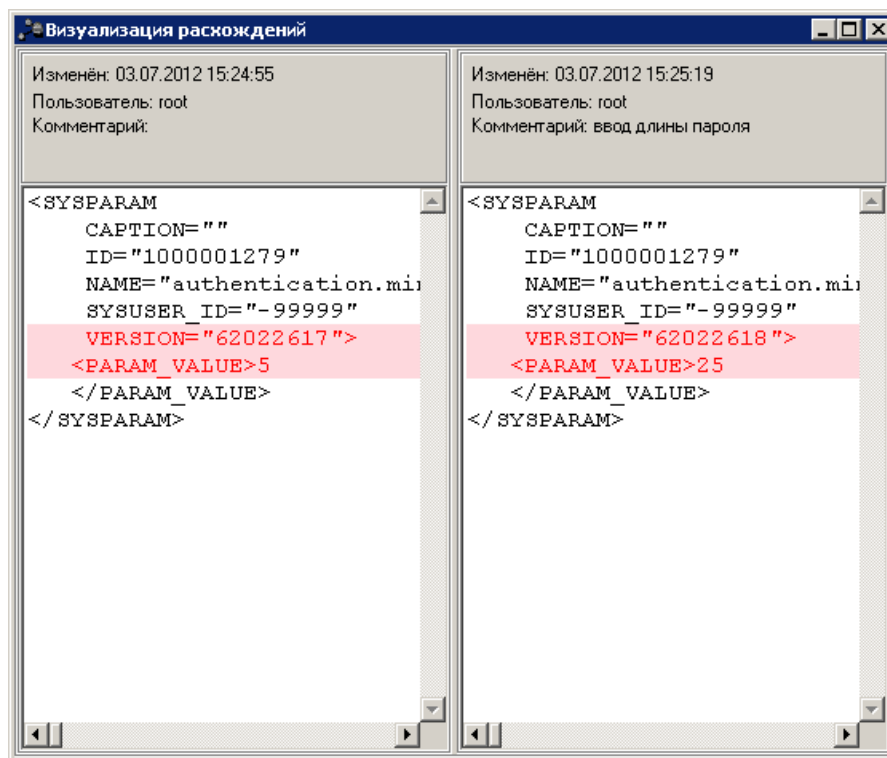 Визуализация расхождений
Изменён: 03.07.2012 15:24:55
Пользователь: root
Комментарий:
<SYSPARAM
CAPTION=""
ID="1000001279"
NAME="authentication.mi
SYSUSER_ID="-99999"
VERSION="62022617">
<PARAM_VALUE>5
</PARAM_VALUE>
</SYSPARAM>
Изменён: 03.07.2012 15:25:19
Пользователь: root
Комментарий: ввод длины пароля
<SYSPARAM
CAPTION=""
ID="1000001279"
NAME="authentication.mi
SYSUSER_ID="-99999"
VERSION="62022618">
<PARAM_VALUE>25
</PARAM_VALUE>
</SYSPARAM>